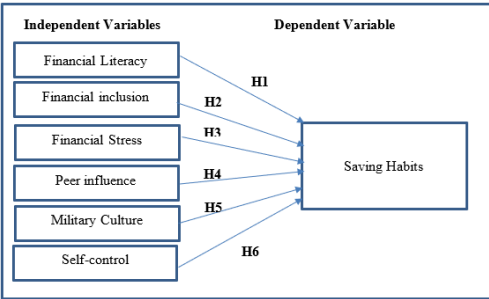 Independent Variables
Dependent Variable
Financial Literacy
H1
Financial inclusion
H2
Financial Stress
H3
Saving Habits
Peer influence
H4
Military Culture
H5
Self-control
H6